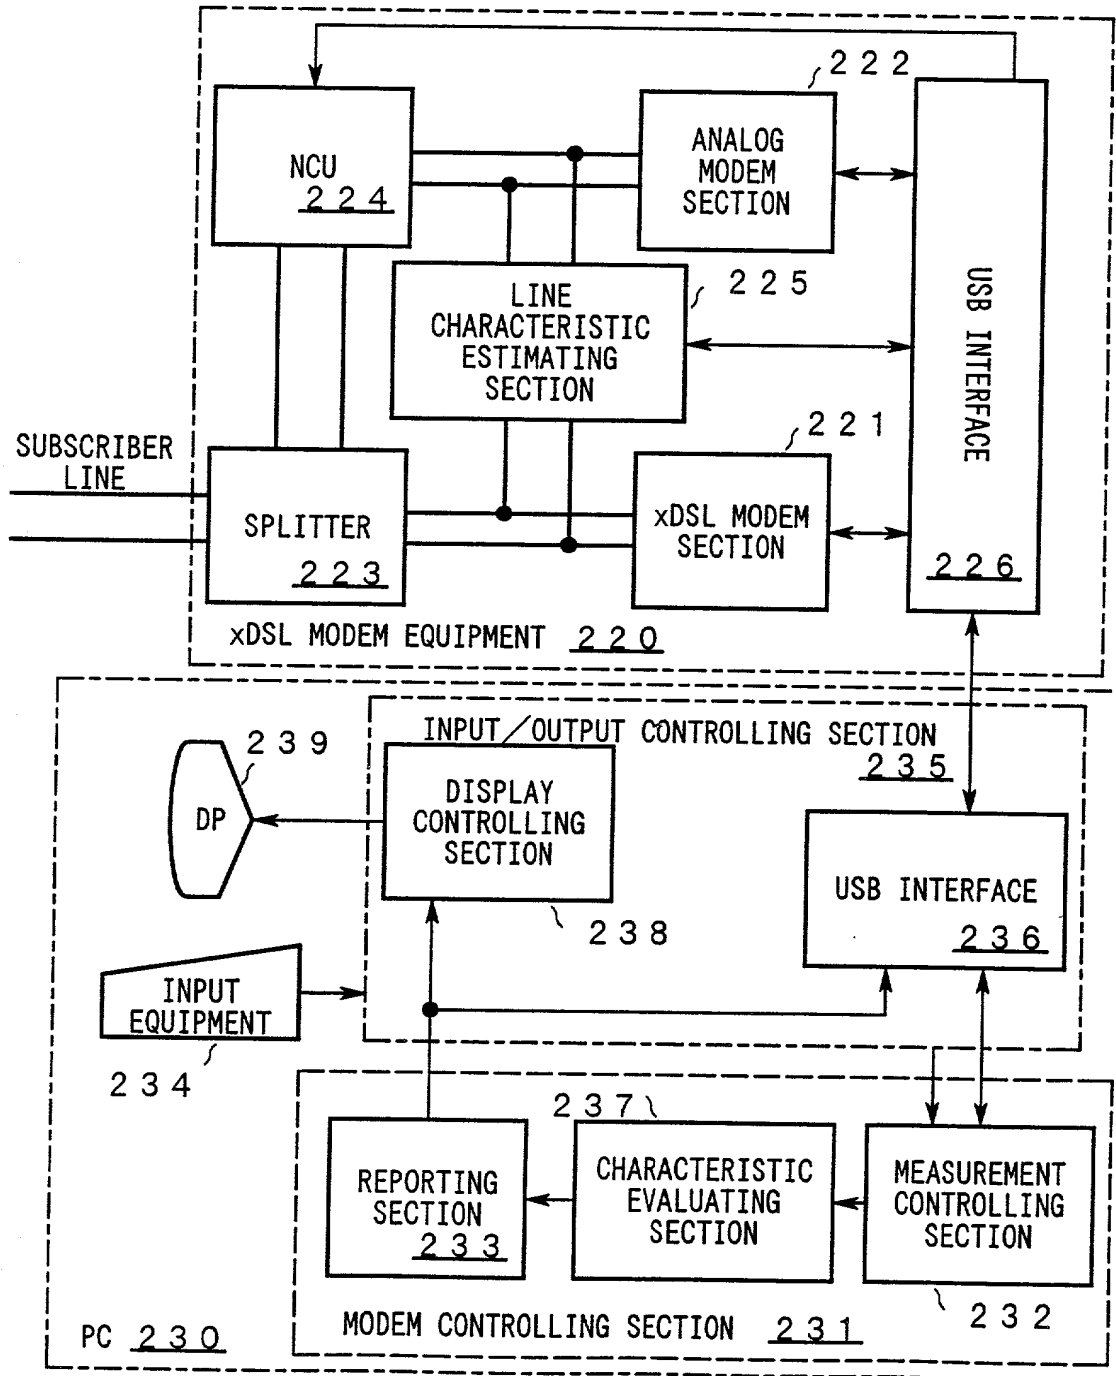 222
NCU
224
ANALOG
MODEM
SECTION
225
LINE
CHARACTERISTIC
ESTIMATING
SECTION
USB INTERFACE
226
SUBSCRIBER
LINE
221
SPLITTER
223
xDSL MODEM
SECTION
xDSL MODEM EQUIPMENT 220
INPUT/OUTPUT CONTROLLING SECTION
235
239
DP
DISPLAY
CONTROLLING
SECTION
238
USB INTERFACE
236
INPUT
EQUIPMENT
234
237
REPORTING
SECTION
233
CHARACTERISTIC
EVALUATING
SECTION
MEASUREMENT
CONTROLLING
SECTION
232
MODEM CONTROLLING SECTION 231
PC 230